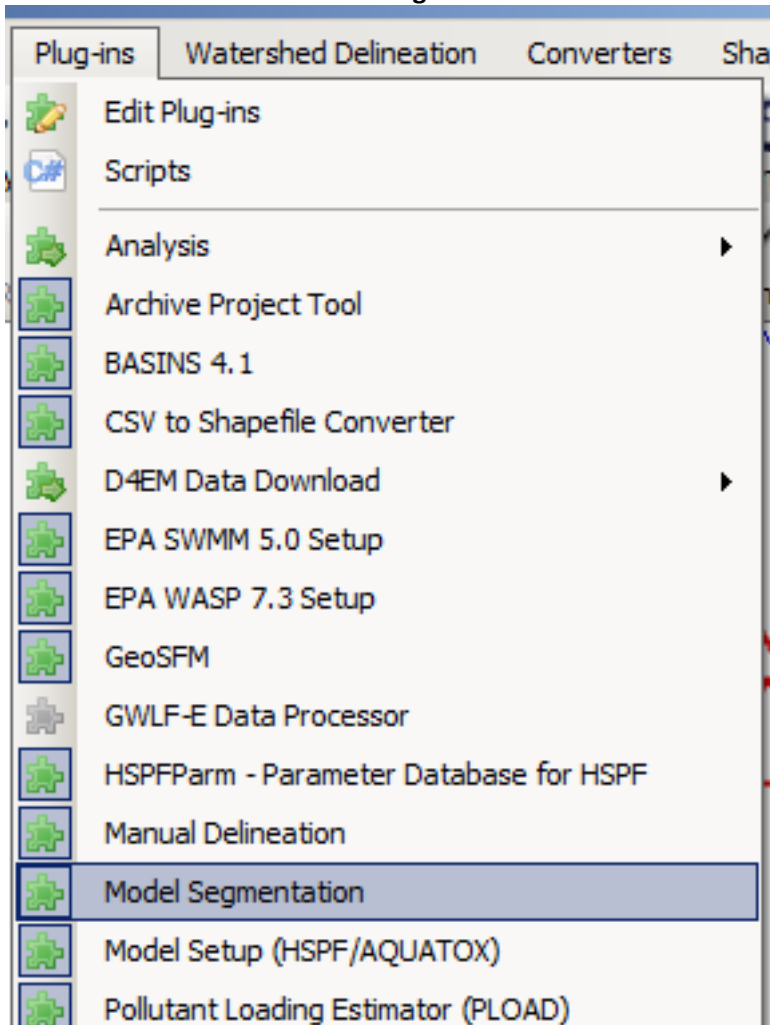 Plug-ins Watershed Delineation Converters Sha
Edit Plug-ins
C# Scripts
Analysis
Archive Project Tool
BASINS 4.1
CSV to Shapefile Converter
D4EM Data Download
EPA SWMM 5.0 Setup
EPA WASP 7.3 Setup
GeoSFM
GWLF-E Data Processor
HSPFParm - Parameter Database for HSPF
Manual Delineation
Model Segmentation
Model Setup (HSPF/AQUATOX)
Pollutant Loading Estimator (PLOAD)